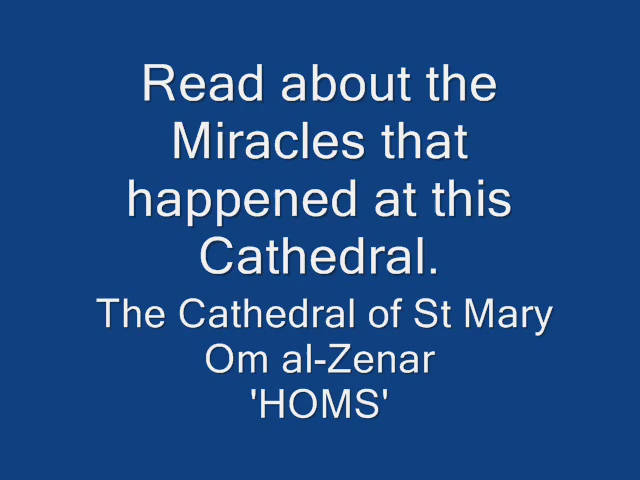 Read about the
Miracles that
happened at this
Cathedral.
The Cathedral of St Mary
Om al-Zenar
'HOMS'